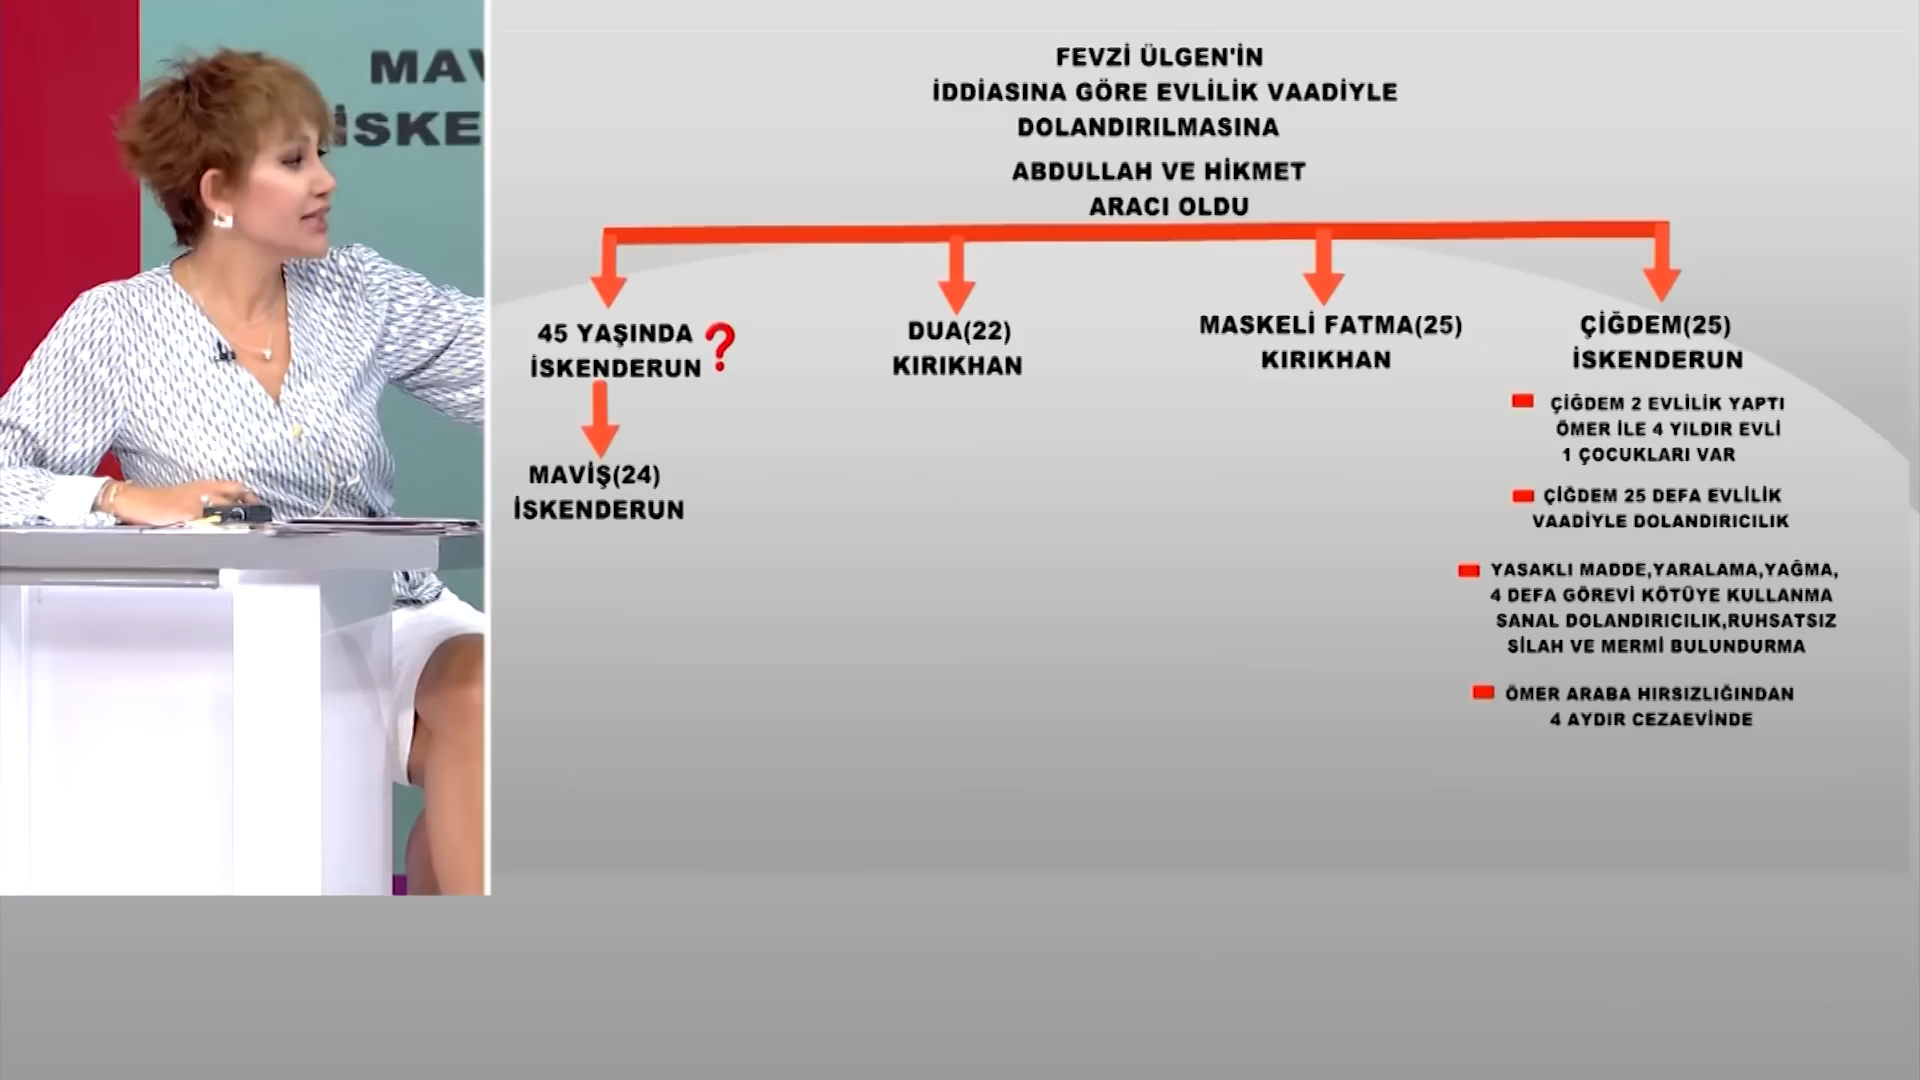 MAV
İSKE
FEVZİ ÜLGEN'İN
İDDİASINA GÖRE EVLİLİK VAADİYLE
DOLANDIRILMASINA
ABDULLAH VE HİKMET
ARACI OLDU
45 YAŞINDA
İSKENDERUN ?
MAVİŞ(24)
İSKENDERUN
DUA(22)
KIRIKHAN
MASKELİ FATMA(25)
KIRIKHAN
ÇİĞDEM(25)
İSKENDERUN
ÇİĞDEM 2 EVLİLİK YAPTI
ÖMER İLE 4 YILDIR EVLİ
1 ÇOCUKLARI VAR
ÇİĞDEM 25 DEFA EVLİLİK
VAADİYLE DOLANDIRICILIK
YASAKLI MADDE,YARALAMA,YAĞMA,
4 DEFA GÖREVİ KÖTÜYE KULLANMA
SANAL DOLANDIRICILIK,RUHSATSIZ
SİLAH VE MERMİ BULUNDURMA
ÖMER ARABA HIRSIZLIĞINDAN
4 AYDIR CEZAEVİNDE